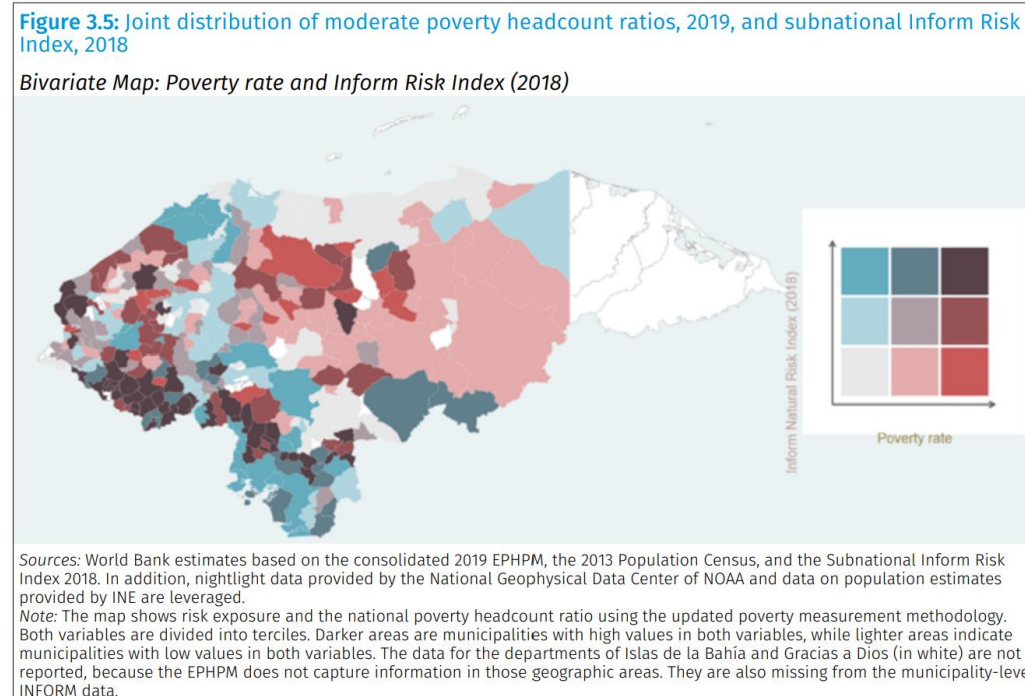 Figure 3.5: Joint distribution of moderate poverty headcount ratios, 2019, and subnational Inform Risk
Index, 2018
Bivariate Map: Poverty rate and Inform Risk Index (2018)
Inform Natural Risk Index (2018)
Poverty rate
Sources: World Bank estimates based on the consolidated 2019 EPHPM, the 2013 Population Census, and the Subnational Inform Risk
Index 2018. In addition, nightlight data provided by the National Geophysical Data Center of NOAA and data on population estimates
provided by INE are leveraged.
Note: The map shows risk exposure and the national poverty headcount ratio using the updated poverty measurement methodology.
Both variables are divided into terciles. Darker areas are municipalities with high values in both variables, while lighter areas indicate
municipalities with low values in both variables. The data for the departments of Islas de la Bahía and Gracias a Dios (in white) are not
reported, because the EPHPM does not capture information in those geographic areas. They are also missing from the municipality-leve
INFORM data.